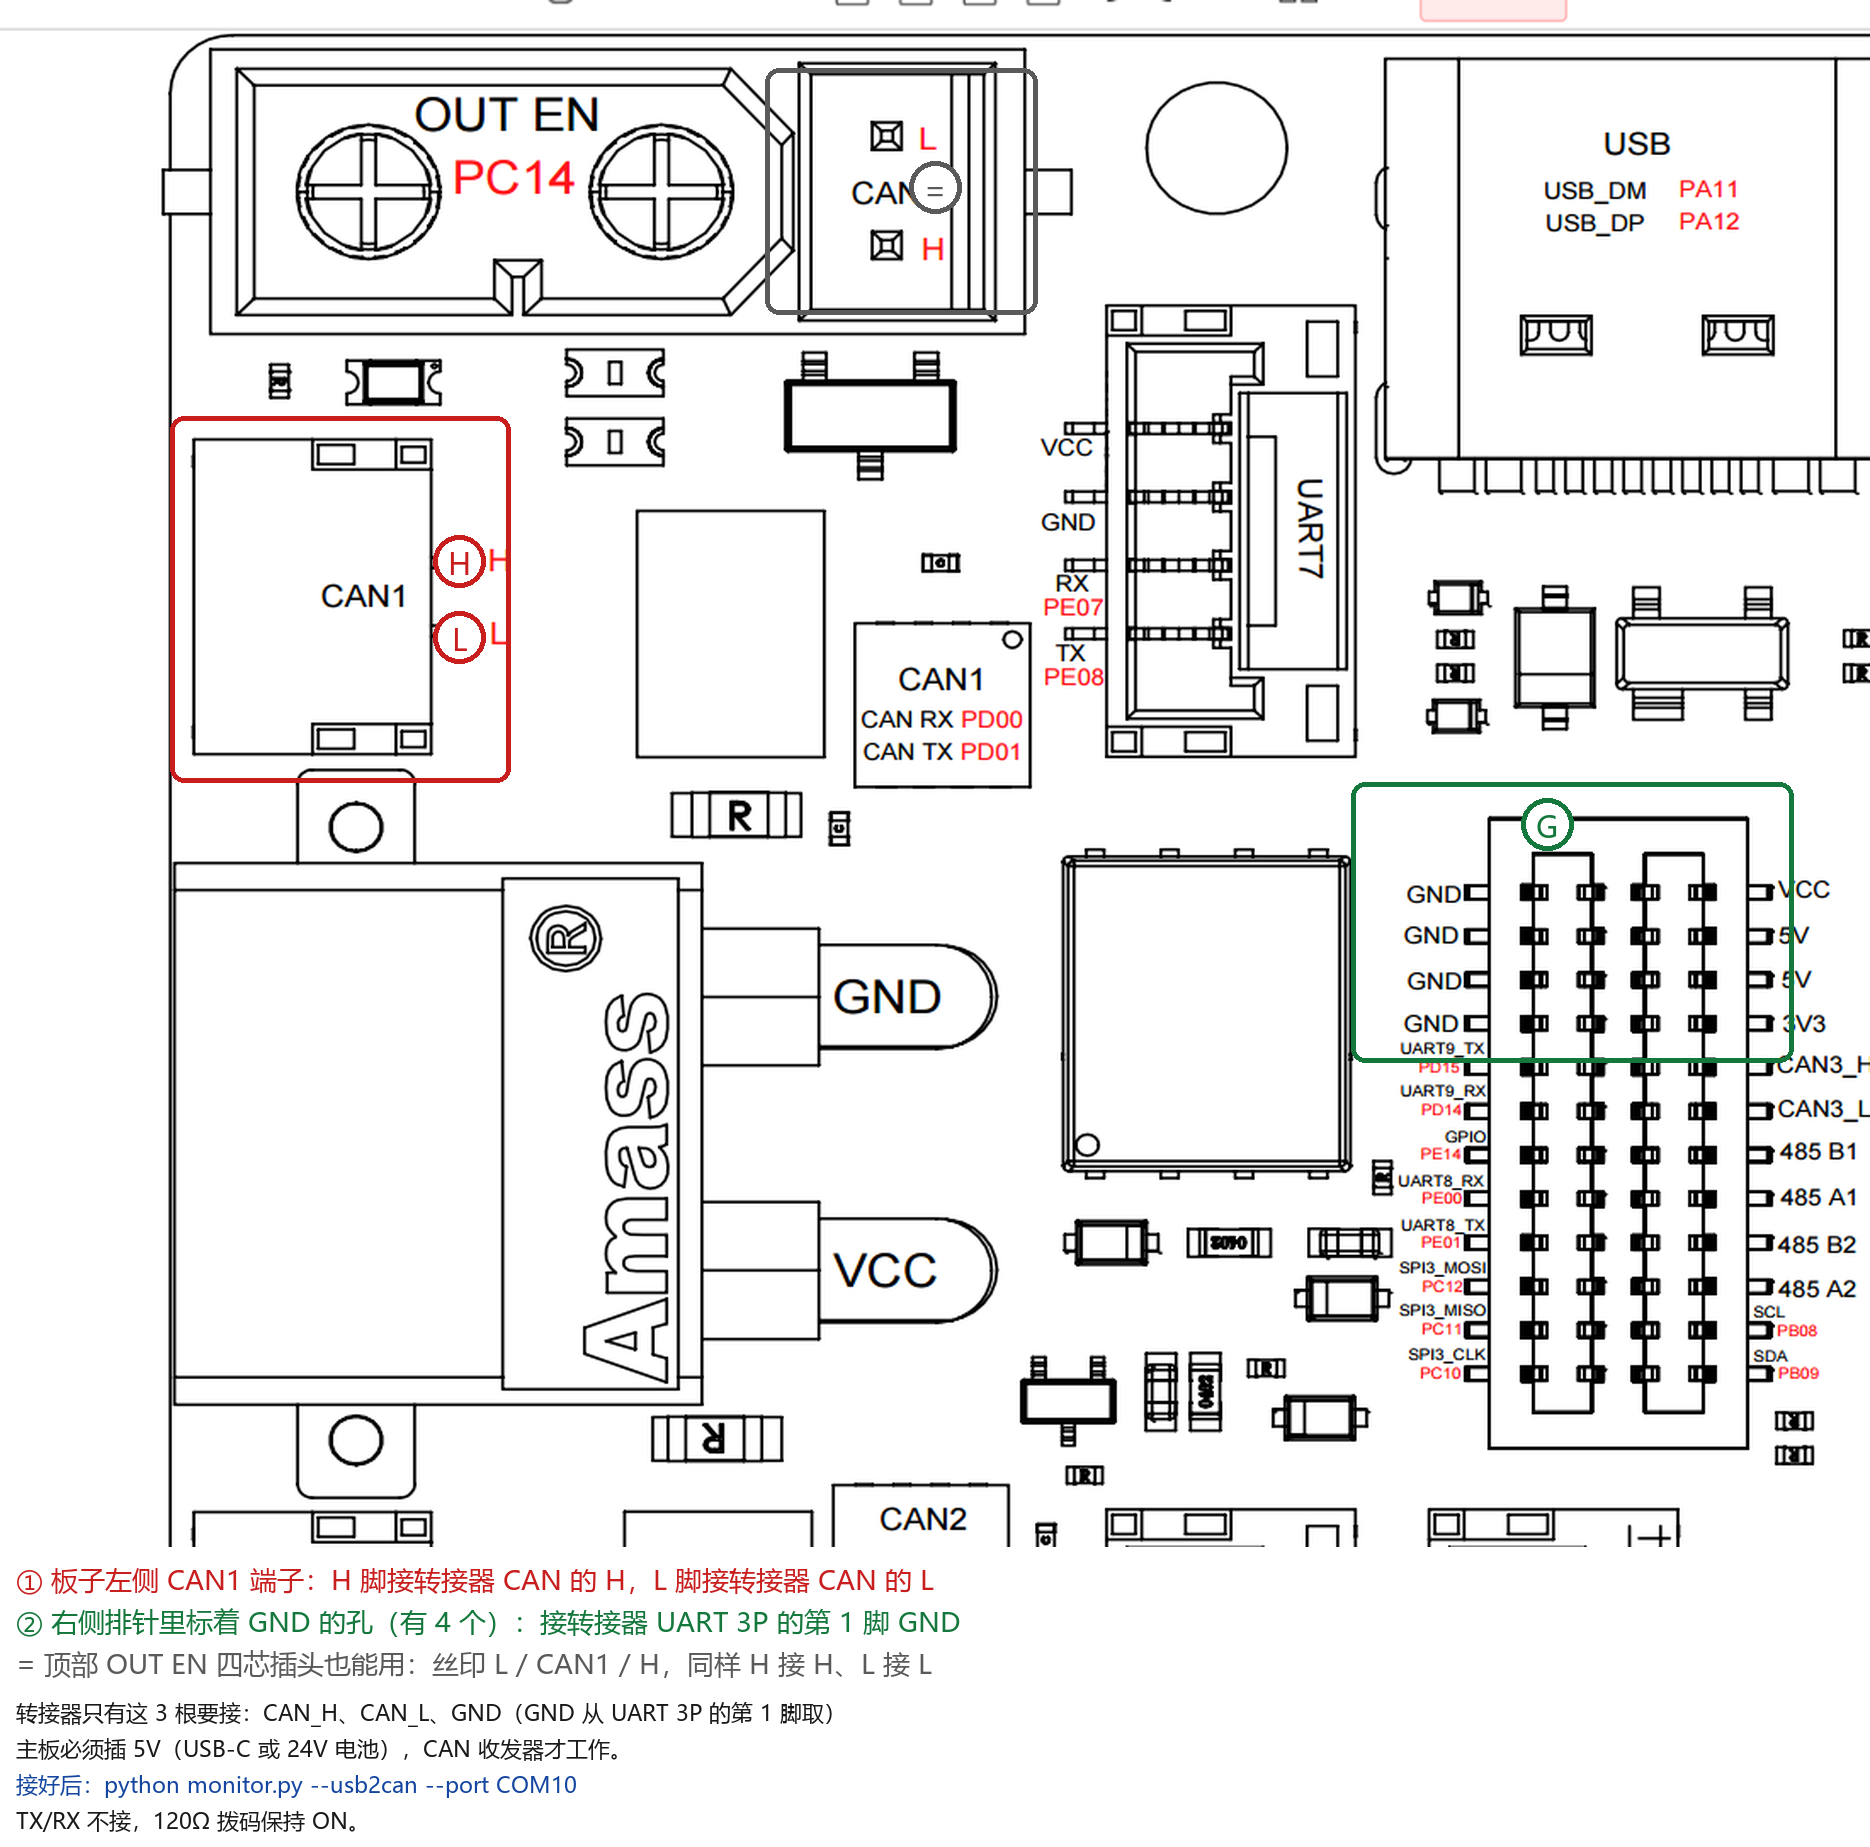 OUT EN
PC14
L
CAN
=
H
USB
USB_DM PA11
USB_DP PA12
VCC
GND
RX
PE07
TX
PE08
UART7
CAN1
H H
L L
CAN1
CAN RX PD00
CAN TX PD01
R
G
GND VCC
GND 5V
GND 5V
GND 3V3
UART9_TX
PD15 CAN3_H
UART9_RX
PD14 CAN3_L
GPIO
PE14 485 B1
UART8_RX
PE00 485 A1
UART8_TX
PE01 485 B2
SPI3_MOSI
PC12 485 A2
SPI3_MISO SCL
PC11 PB08
SPI3_CLK SDA
PC10 PB09
Amass®
GND
VCC
0402
0402
R
CAN2
① 板子左侧 CAN1 端子：H 脚接转接器 CAN 的 H，L 脚接转接器 CAN 的 L
② 右侧排针里标着 GND 的孔（有 4 个）：接转接器 UART 3P 的第 1 脚 GND
= 顶部 OUT EN 四芯插头也能用：丝印 L / CAN1 / H，同样 H 接 H、L 接 L
转接器只有这 3 根要接：CAN_H、CAN_L、GND（GND 从 UART 3P 的第 1 脚取）
主板必须插 5V（USB-C 或 24V 电池），CAN 收发器才工作。
接好后：python monitor.py --usb2can --port COM10
TX/RX 不接，120Ω 拨码保持 ON。